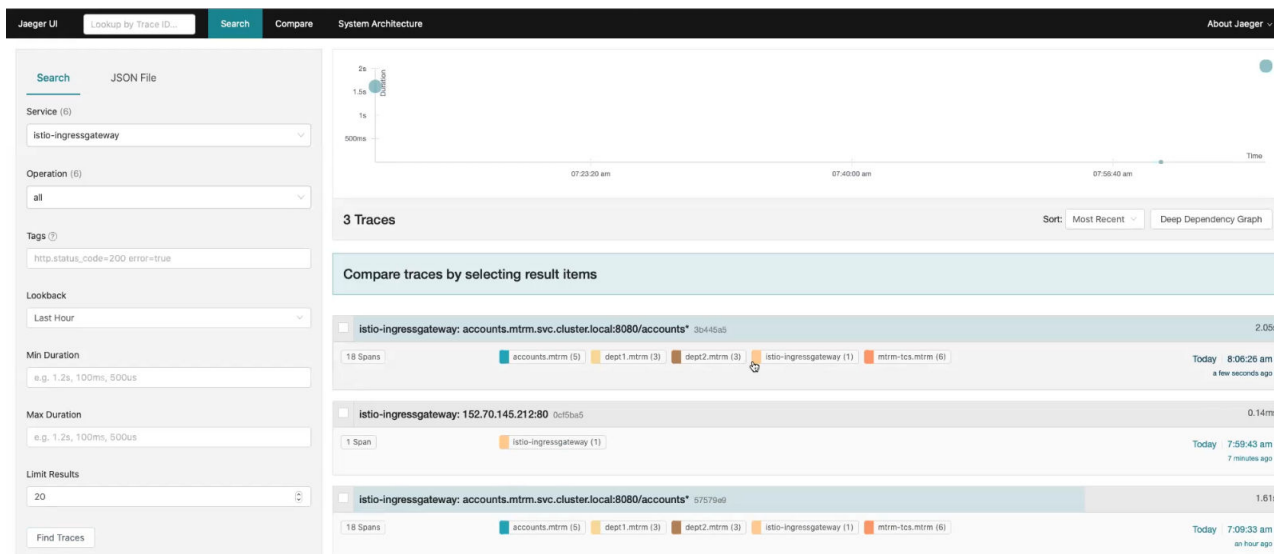 Jaeger UI Lookup by Trace ID... Search Compare System Architecture About Jaeger
Search JSON File
Service (6)
istio-ingressgateway
Operation (6)
all
Tags
http.status_code=200 error=true
Lookback
Last Hour
Min Duration
e.g. 1.2s, 100ms, 500us
Max Duration
e.g. 1.2s, 100ms, 500us
Limit Results
20
Find Traces
Duration
2s
1.5s
1s
500ms
Time
07:23:20 am 07:40:00 am 07:56:40 am
3 Traces Sort: Most Recent Deep Dependency Graph
Compare traces by selecting result items
istio-ingressgateway: accounts.mtrm.svc.cluster.local:8080/accounts* 3b445a5 2.05s
18 Spans accounts.mtrm (5) dept1.mtrm (3) dept2.mtrm (3) istio-ingressgateway (1) mtrm-tcs.mtrm (6) Today 8:06:26 am
a few seconds ago
istio-ingressgateway: 152.70.145.212:80 0cf5ba5 0.14m
1 Span istio-ingressgateway (1) Today 7:59:43 am
7 minutes ago
istio-ingressgateway: accounts.mtrm.svc.cluster.local:8080/accounts* 57579e9 1.61s
18 Spans accounts.mtrm (5) dept1.mtrm (3) dept2.mtrm (3) istio-ingressgateway (1) mtrm-tcs.mtrm (6) Today 7:09:33 am
an hour ago